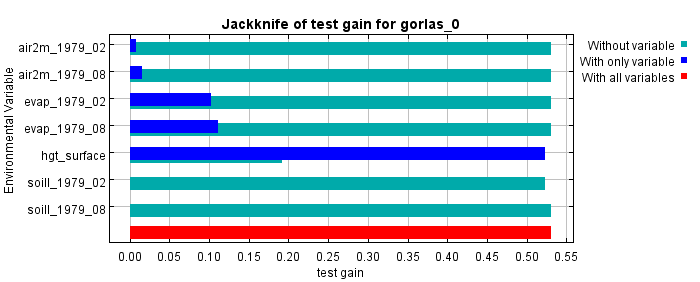 Jackknife of test gain for gorlas_0
Environmental Variable
air2m_1979_02
air2m_1979_08
evap_1979_02
evap_1979_08
hgt_surface
soill_1979_02
soill_1979_08
0.00 0.05 0.10 0.15 0.20 0.25 0.30 0.35 0.40 0.45 0.50 0.55
test gain
Without variable
With only variable
With all variables